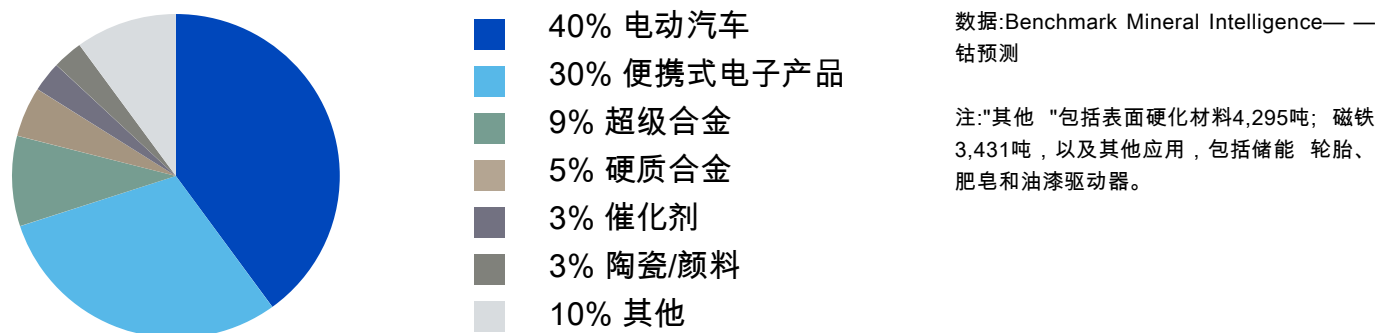 40% 电动汽车
30% 便携式电子产品
9% 超级合金
5% 硬质合金
3% 催化剂
3% 陶瓷/颜料
10% 其他
数据:Benchmark Mineral Intelligence— —
钴预测
注:"其他 "包括表面硬化材料4,295吨; 磁铁
3,431吨，以及其他应用，包括储能 轮胎、
肥皂和油漆驱动器。